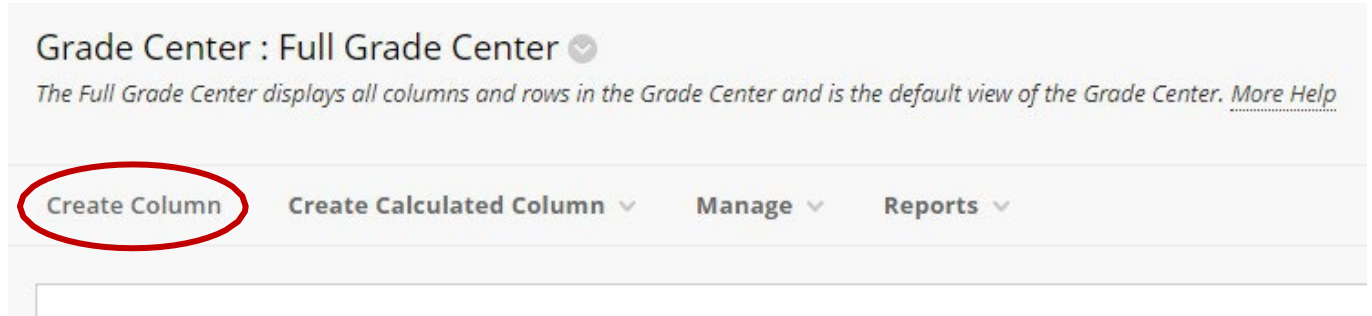 Grade Center : Full Grade Center
The Full Grade Center displays all columns and rows in the Grade Center and is the default view of the Grade Center. More Help
Create Column Create Calculated Column Manage Reports